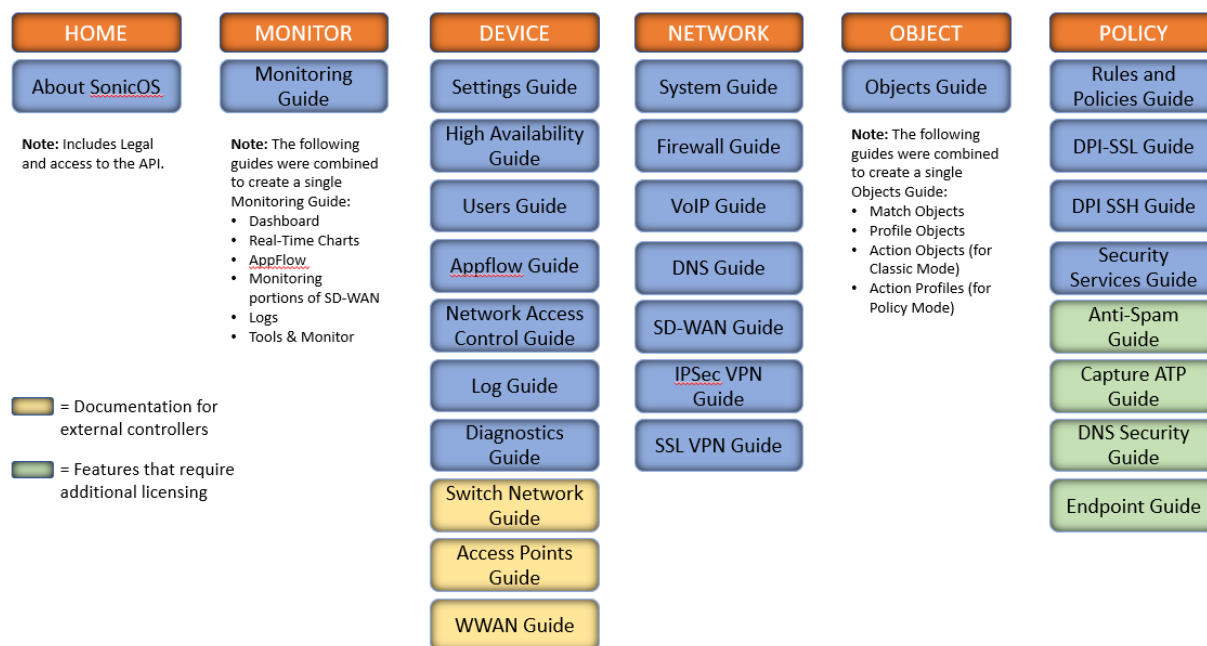 HOME
About SonicOS
Note: Includes Legal
and access to the API.
= Documentation for
external controllers
= Features that require
additional licensing
MONITOR
Monitoring
Guide
Note: The following
guides were combined
to create a single
Monitoring Guide:
• Dashboard
• Real-Time Charts
• AppFlow
• Monitoring
portions of SD-WAN
• Logs
• Tools & Monitor
DEVICE
Settings Guide
High Availability
Guide
Users Guide
Appflow Guide
Network Access
Control Guide
Log Guide
Diagnostics
Guide
Switch Network
Guide
Access Points
Guide
WWAN Guide
NETWORK
System Guide
Firewall Guide
VoIP Guide
DNS Guide
SD-WAN Guide
IPSec VPN
Guide
SSL VPN Guide
OBJECT
Objects Guide
Note: The following
guides were combined
to create a single
Objects Guide:
• Match Objects
• Profile Objects
• Action Objects (for
Classic Mode)
• Action Profiles (for
Policy Mode)
POLICY
Rules and
Policies Guide
DPI-SSL Guide
DPI SSH Guide
Security
Services Guide
Anti-Spam
Guide
Capture ATP
Guide
DNS Security
Guide
Endpoint Guide